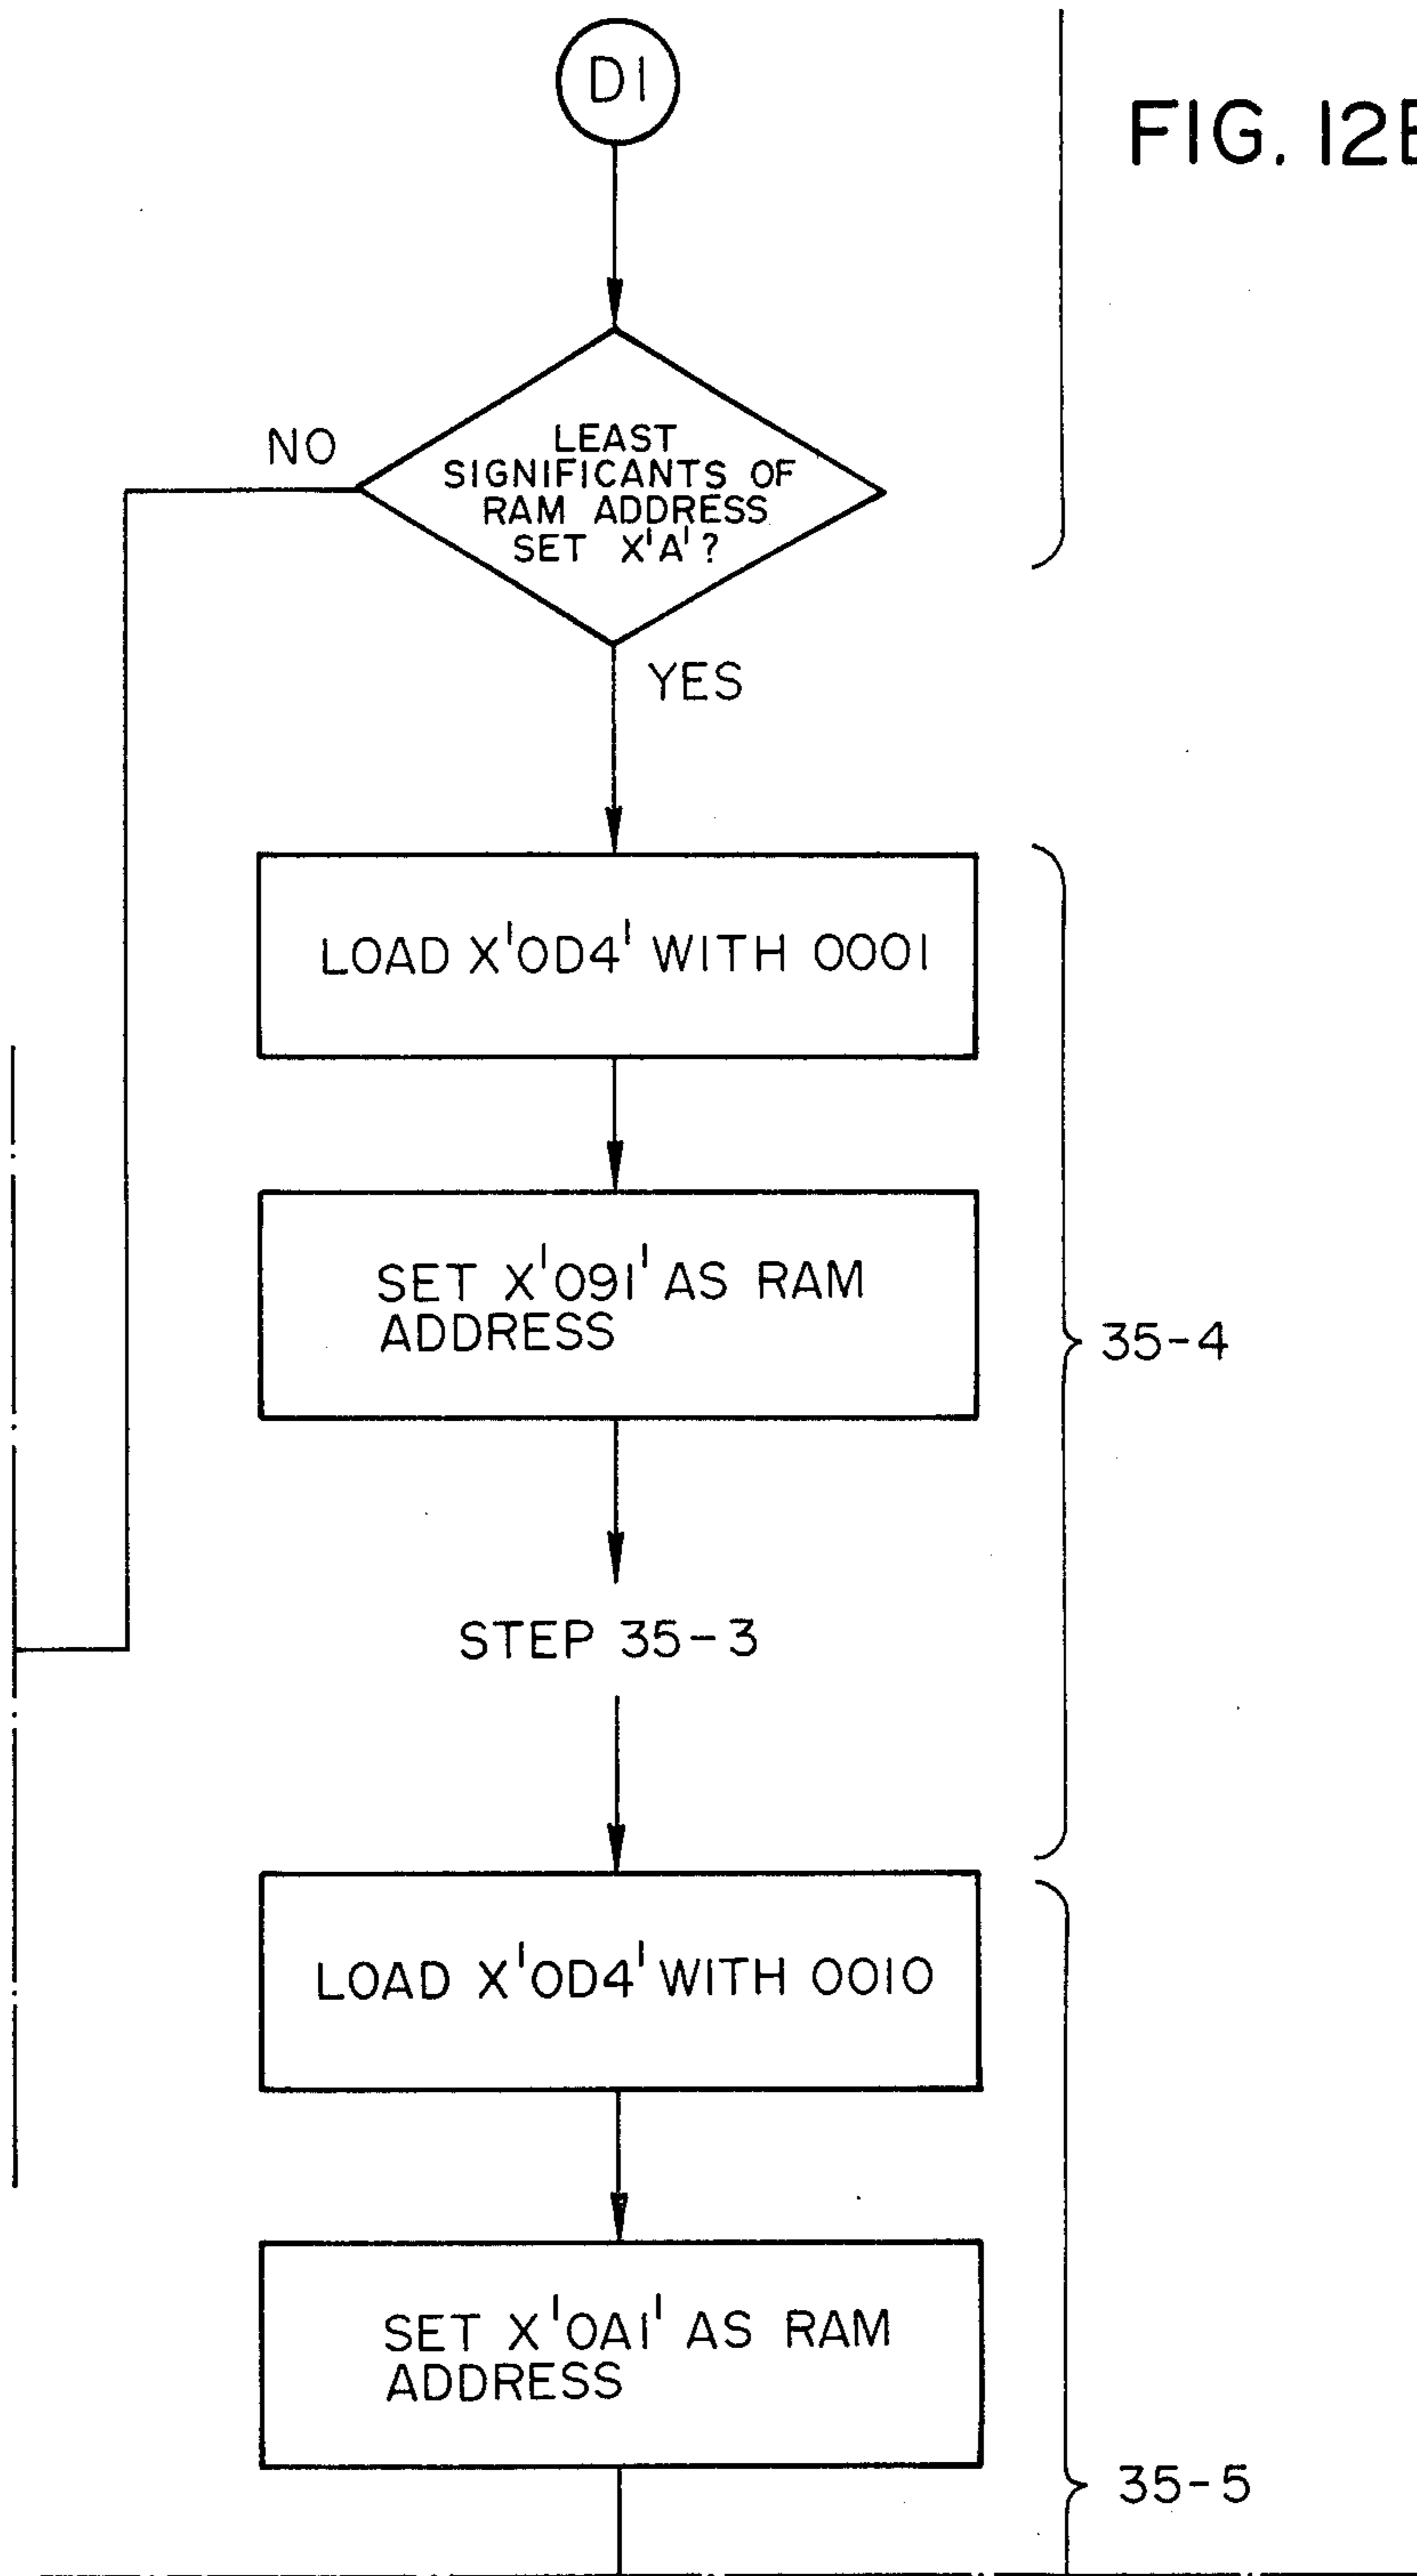 D1
FIG. 12B
NO
LEAST
SIGNIFICANTS OF
RAM ADDRESS
SET X'A'?
YES
LOAD X'0D4' WITH 0001
SET X'091' AS RAM
ADDRESS
35-4
STEP 35-3
LOAD X'0D4' WITH 0010
SET X'0A1' AS RAM
ADDRESS
35-5